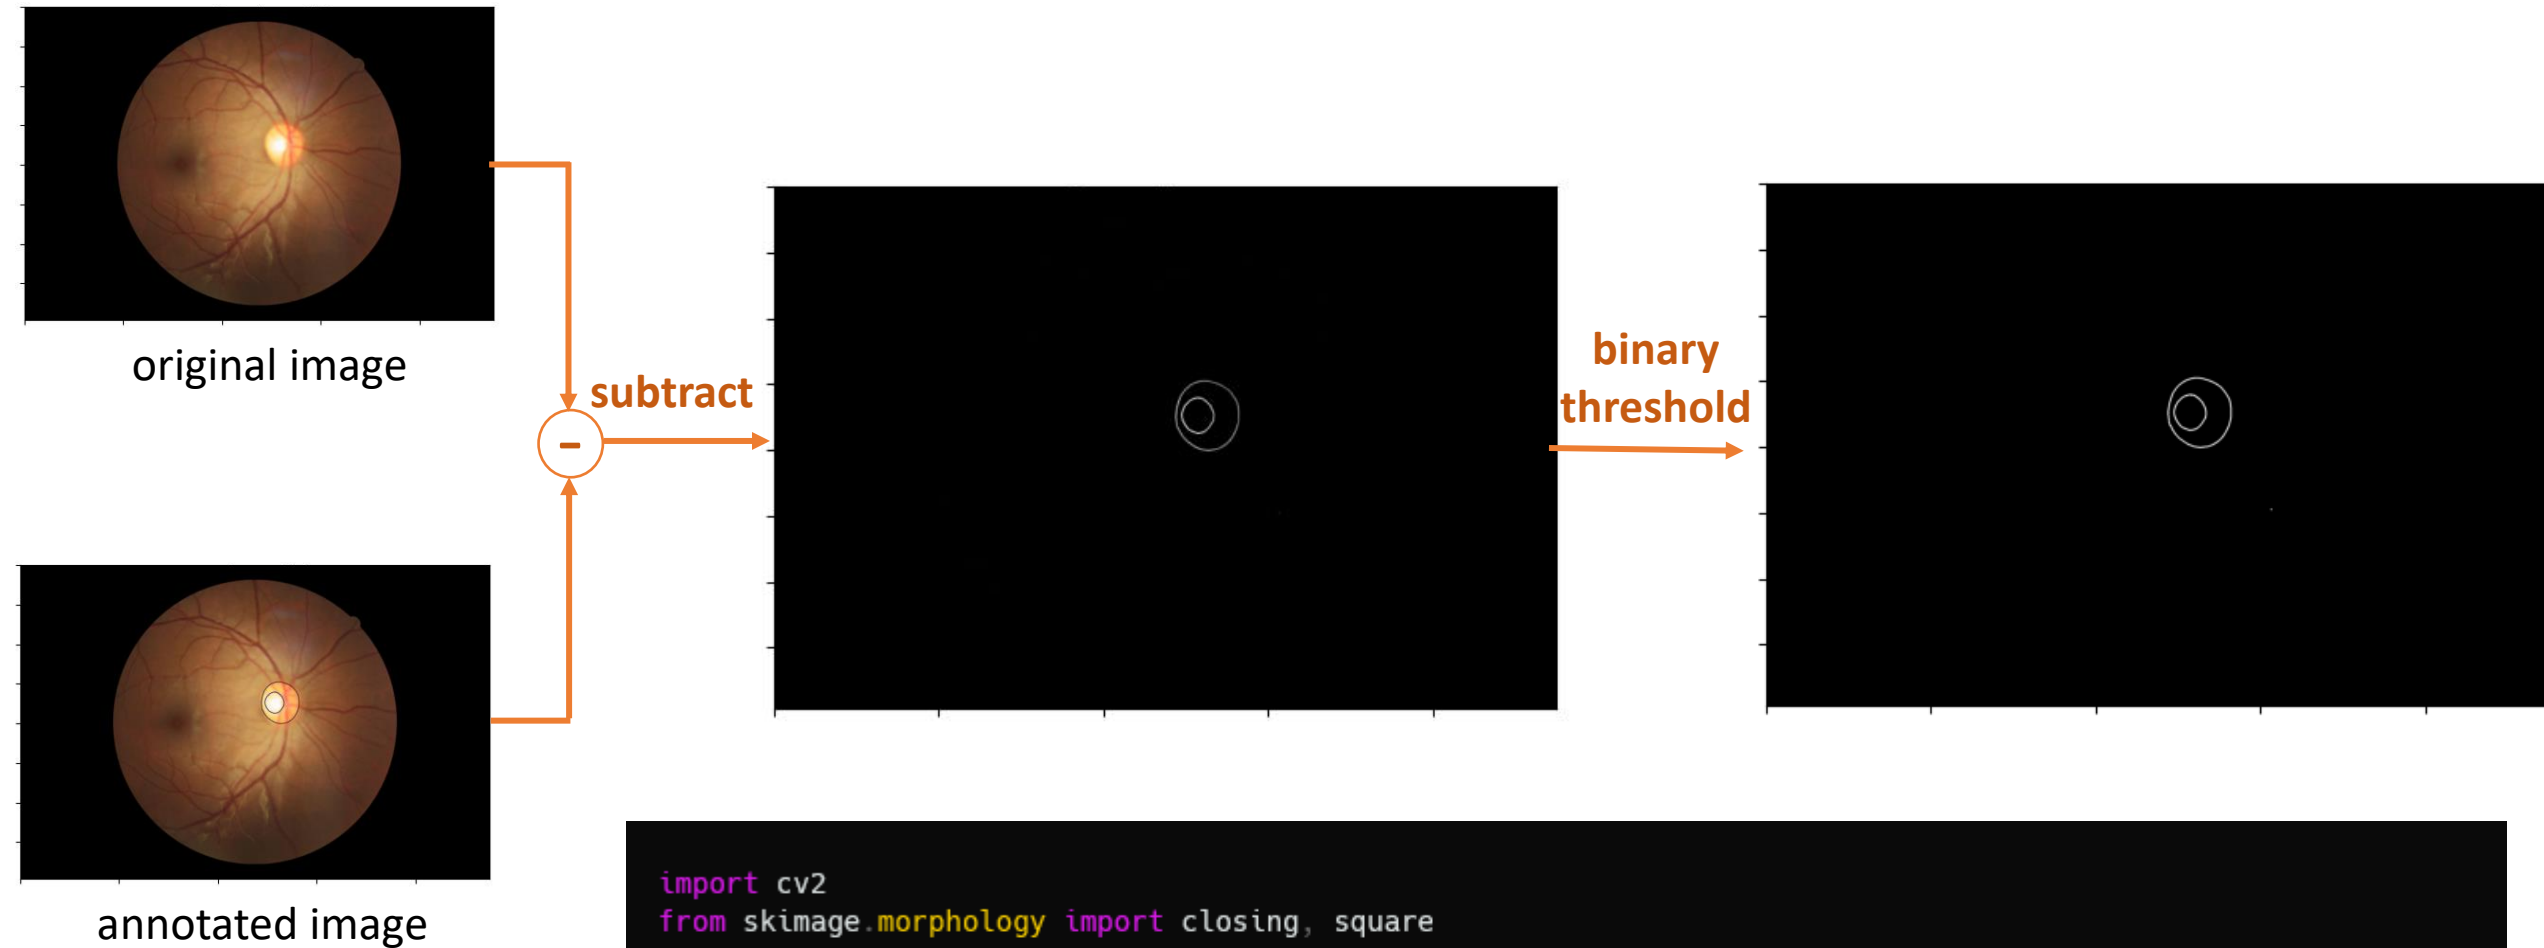 original image
subtract
-
binary
threshold
annotated image
import cv2
from skimage.morphology import closing, square